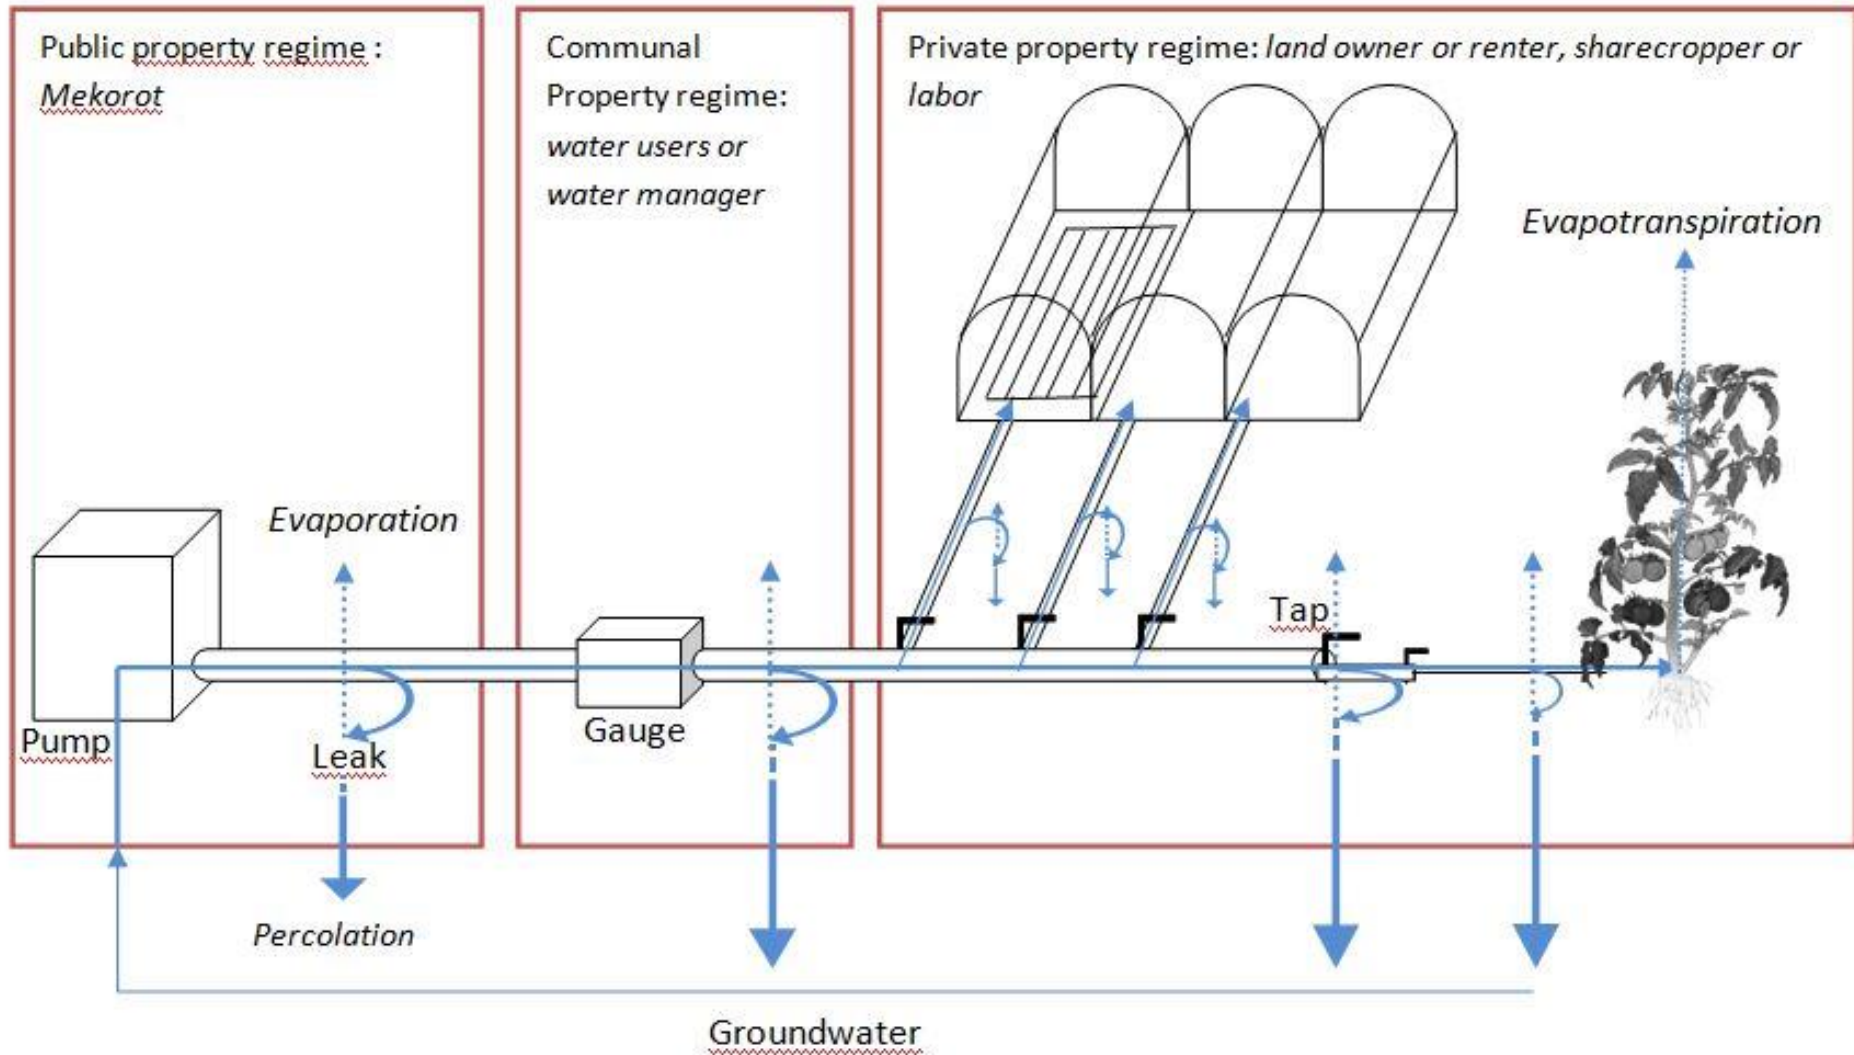 Public property regime :
Mekorot
Communal
Property regime:
water users or
water manager
Private property regime: land owner or renter, sharecropper or
labor
Evapotranspiration
Evaporation
Tap
Pump
Leak
Gauge
Percolation
Groundwater